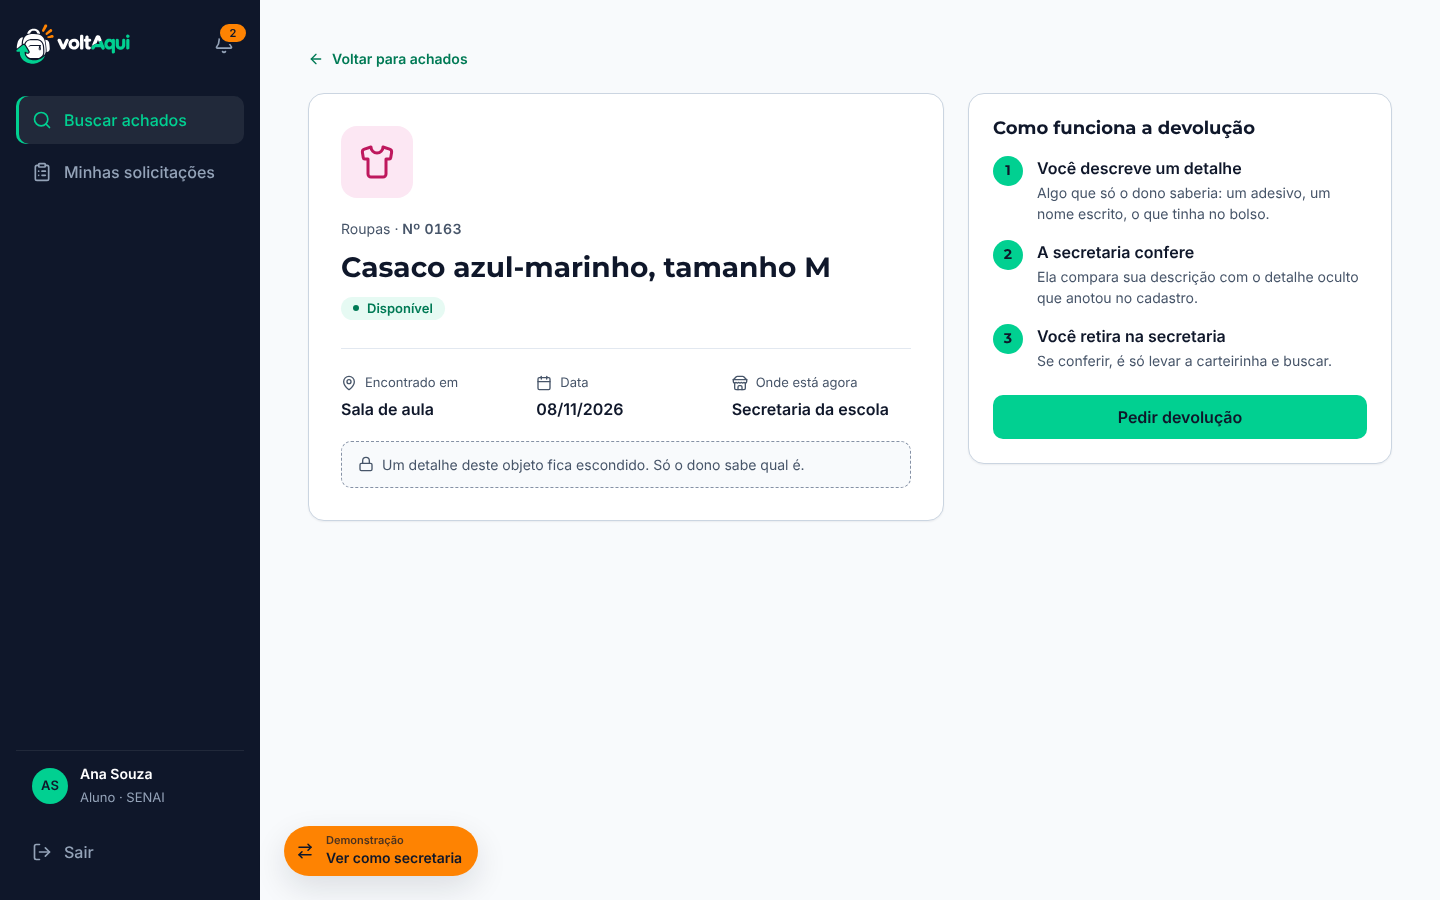 voltAqui
2
Buscar achados
Minhas solicitações
Ana Souza
AS
Aluno · SENAI
Sair
Voltar para achados
Roupas · Nº 0163
Casaco azul-marinho, tamanho M
Disponível
Encontrado em
Sala de aula
Data
08/11/2026
Onde está agora
Secretaria da escola
Um detalhe deste objeto fica escondido. Só o dono sabe qual é.
Como funciona a devolução
1
Você descreve um detalhe
Algo que só o dono saberia: um adesivo, um
nome escrito, o que tinha no bolso.
2
A secretaria confere
Ela compara sua descrição com o detalhe oculto
que anotou no cadastro.
3
Você retira na secretaria
Se conferir, é só levar a carteirinha e buscar.
Pedir devolução
Demonstração
Ver como secretaria